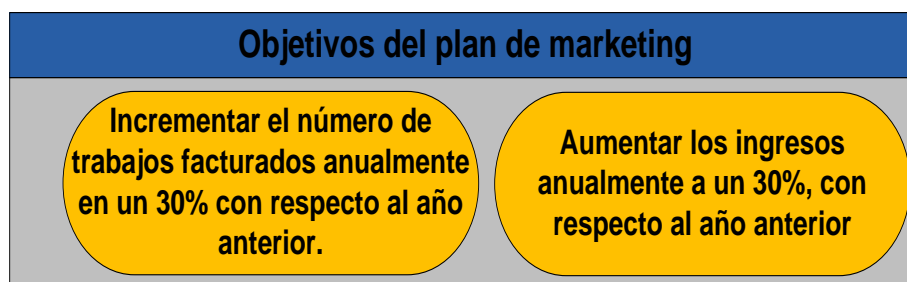 Objetivos del plan de marketing
Incrementar el número de
trabajos facturados anualmente
en un 30% con respecto al año
anterior.
Aumentar los ingresos
anualmente a un 30%, con
respecto al año anterior